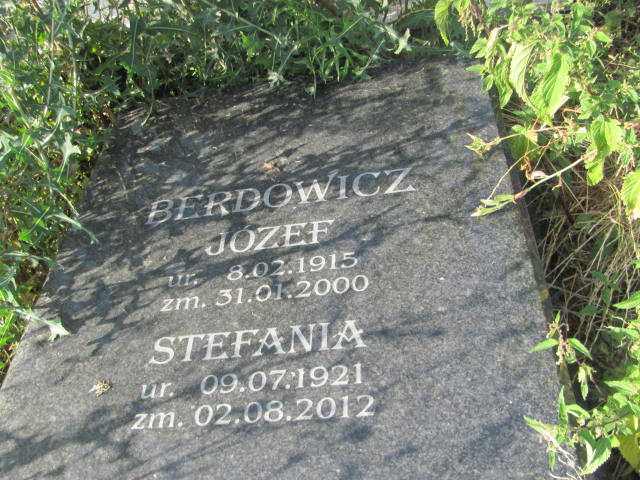 BERDOWICZ
JÓZEF
ur. 8.02.1915
zm. 31.01.2000
STEFANIA
ur. 09.07.1921
zm. 02.08.2012